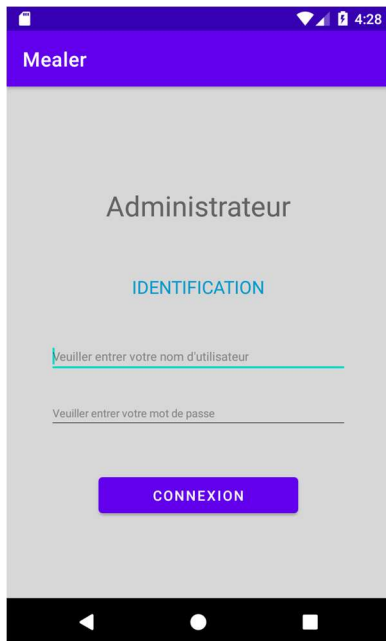 4:28
Mealer
Administrateur
IDENTIFICATION
Veuiller entrer votre nom d'utilisateur
Veuiller entrer votre mot de passe
CONNEXION